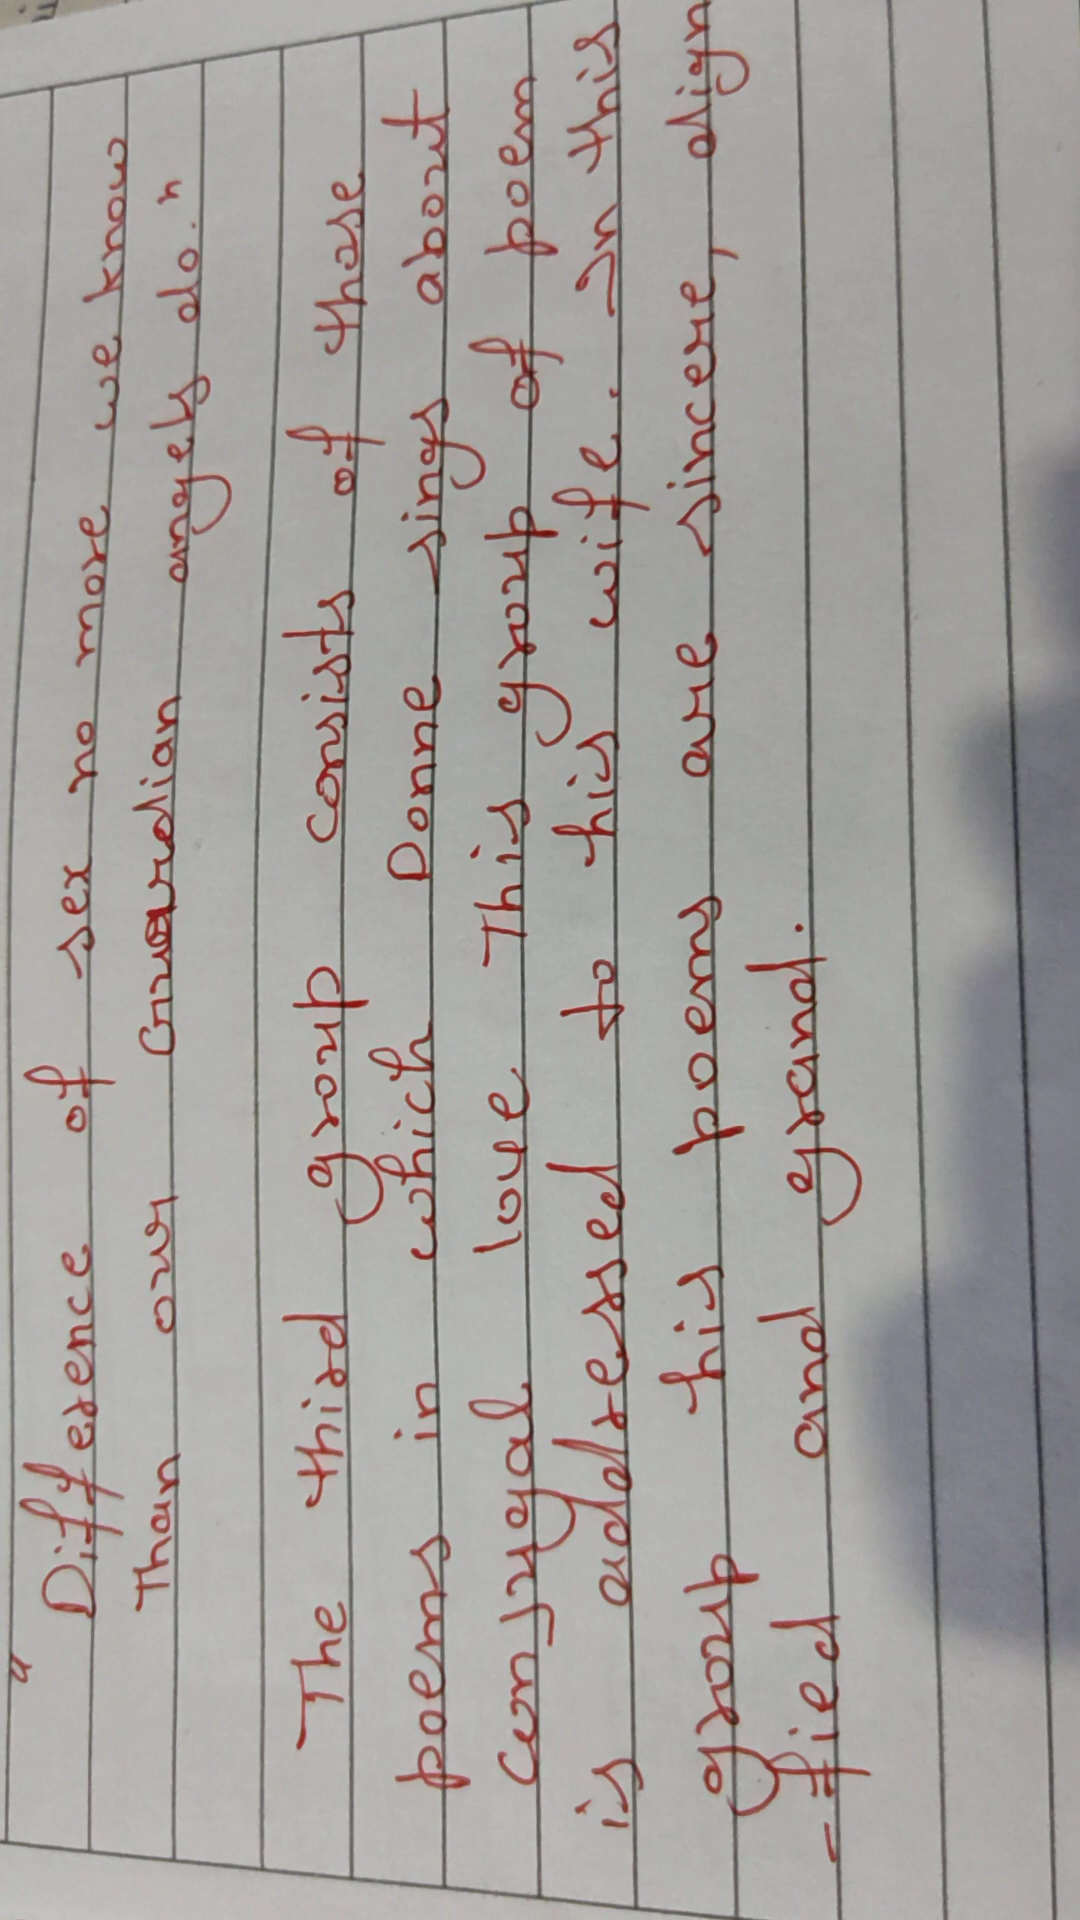 "
Difference of sex no more we know
Than our Guardian angels do."
The third group consists of those
poems in which Donne sings about
conjugal love This group of poem
is addressed to his wife. In this
group his poems are sincere, dign
-fied and grand.